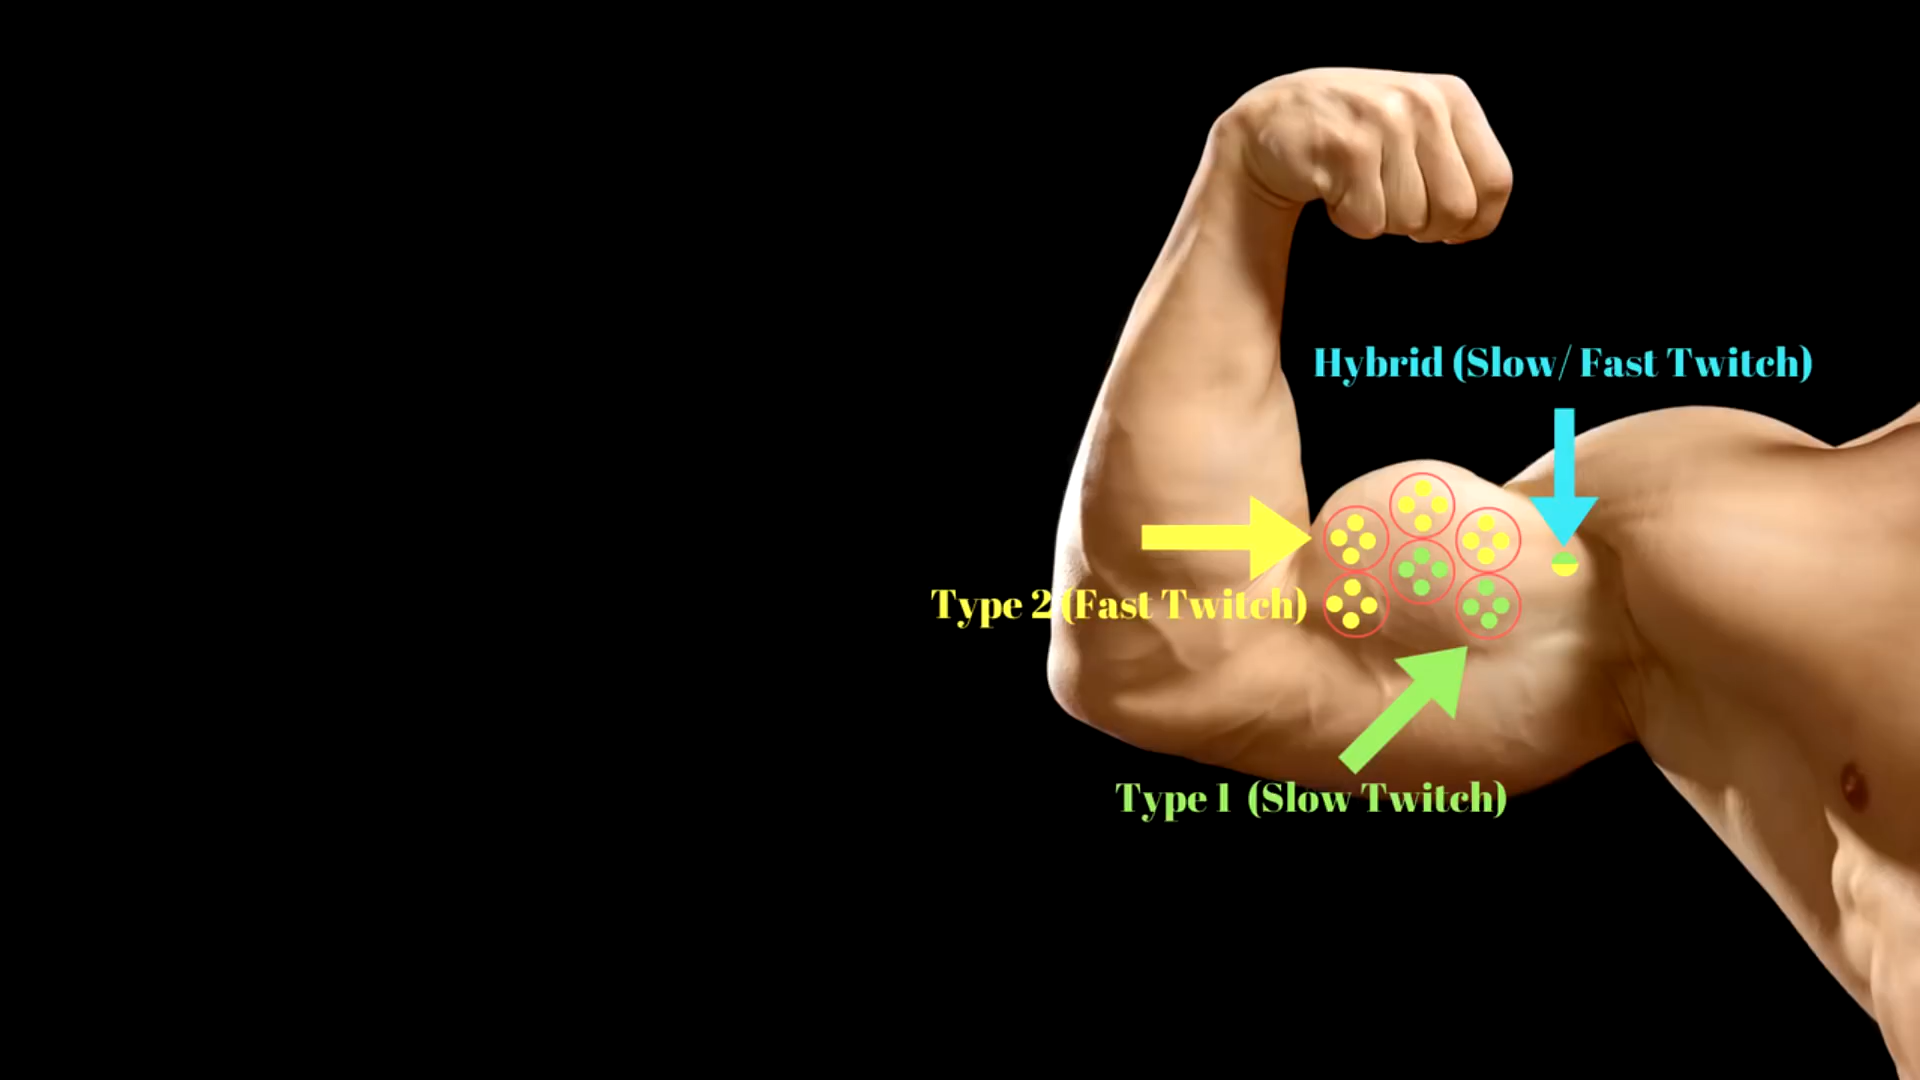 Hybrid (Slow/ Fast Twitch)
Type 2 (Fast Twitch)
Type 1 (Slow Twitch)